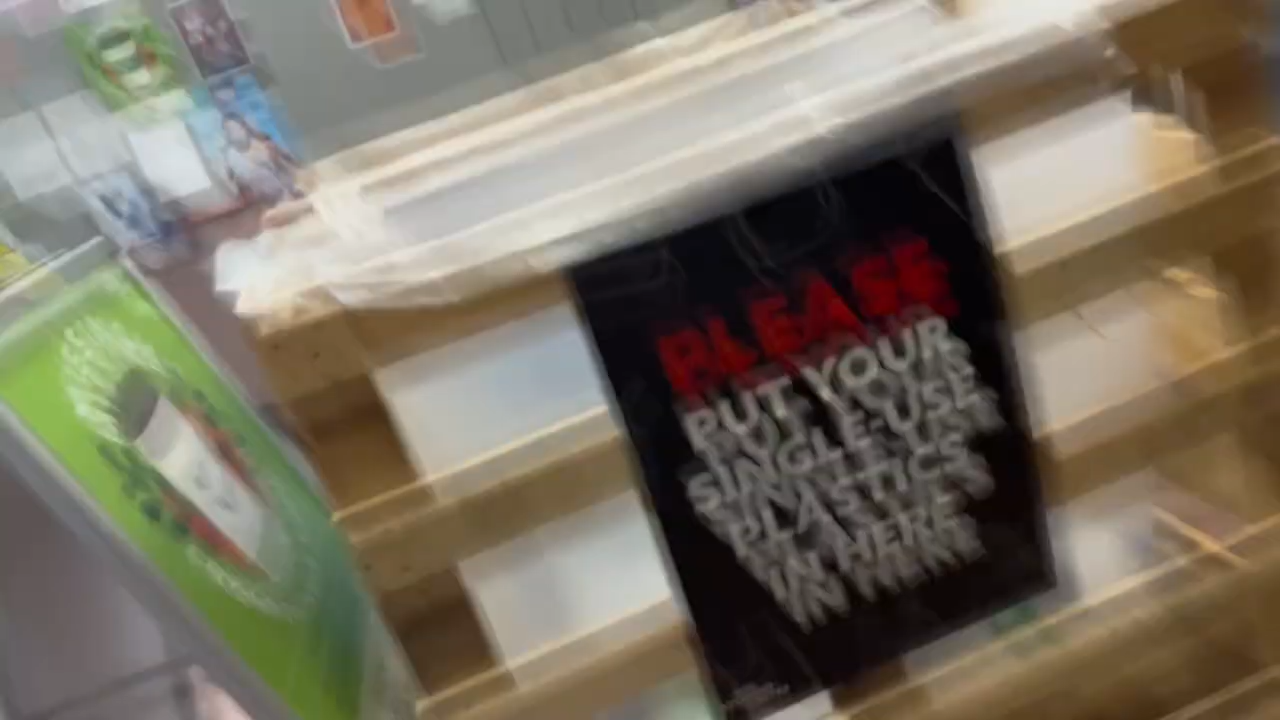 PLEASE
PUT YOUR
SINGLE-USE
PLASTICS
IN HERE